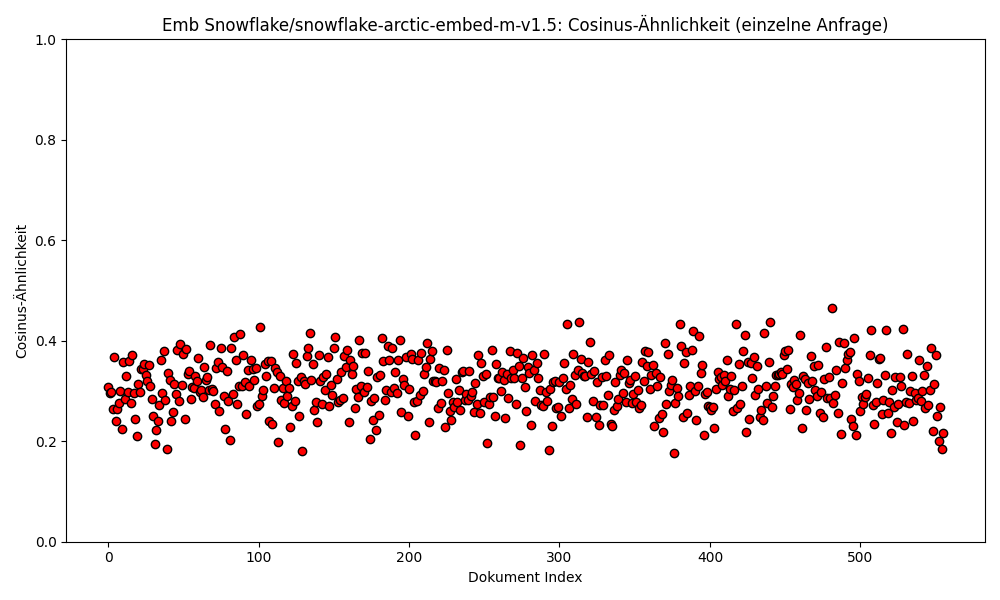 Emb Snowflake/snowflake-arctic-embed-m-v1.5: Cosinus-Ähnlichkeit (einzelne Anfrage)
1.0
0.8
0.6
0.4
0.2
0.0
Cosinus-Ähnlichkeit
0 100 200 300 400 500
Dokument Index